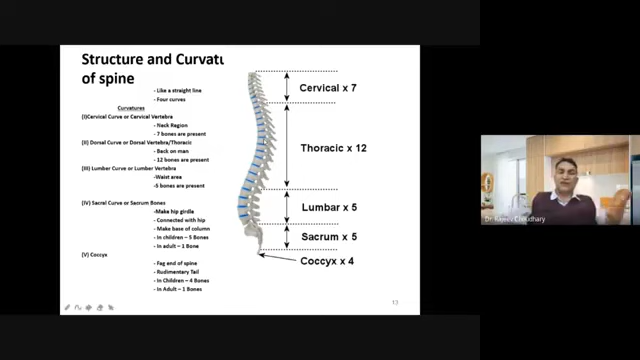 Structure and Curvatu
of spine
- Like a straight line
- Four curves
Curvatures
(I)Cervical Curve or Cervical Vertebra
- Neck Region
- 7 bones are present
(II) Dorsal Curve or Dorsal Vertebra/Thoracic
- Back on man
- 12 bones are present
(III) Lumbar Curve or Lumbar Vertebra
-Waist area
-5 bones are present
(IV) Sacral Curve or Sacrum Bones
-Make hip girdle
- Connected with hip
- Make base of column
- In children – 5 Bones
- In adult – 1 Bone
(V) Coccyx
- Fag end of spine
- Rudimentary Tail
- In Children – 4 Bones
- In Adult – 1 Bones
Cervical x 7
Thoracic x 12
Lumbar x 5
Sacrum x 5
Coccyx x 4
13
Dr. Rajeev Choudhary